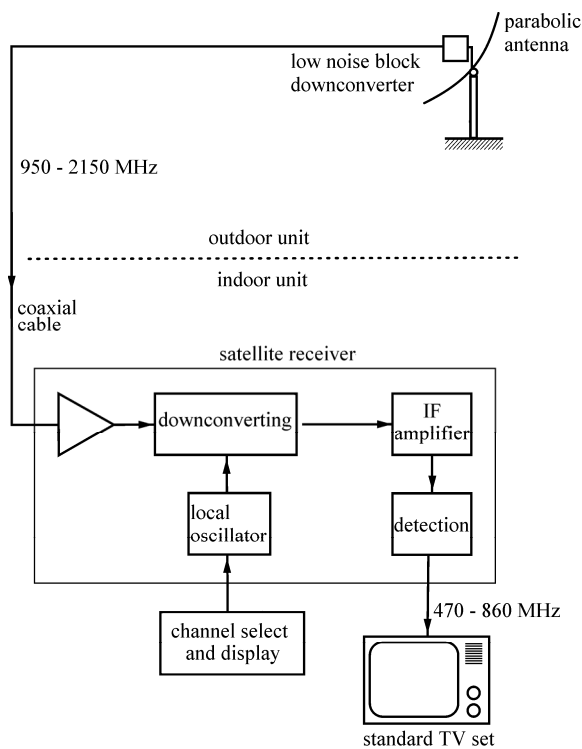 parabolic
antenna
low noise block
downconverter
950 - 2150 MHz
outdoor unit
indoor unit
coaxial
cable
satellite receiver
downconverting
IF
amplifier
local
oscillator
detection
channel select
and display
470 - 860 MHz
standard TV set